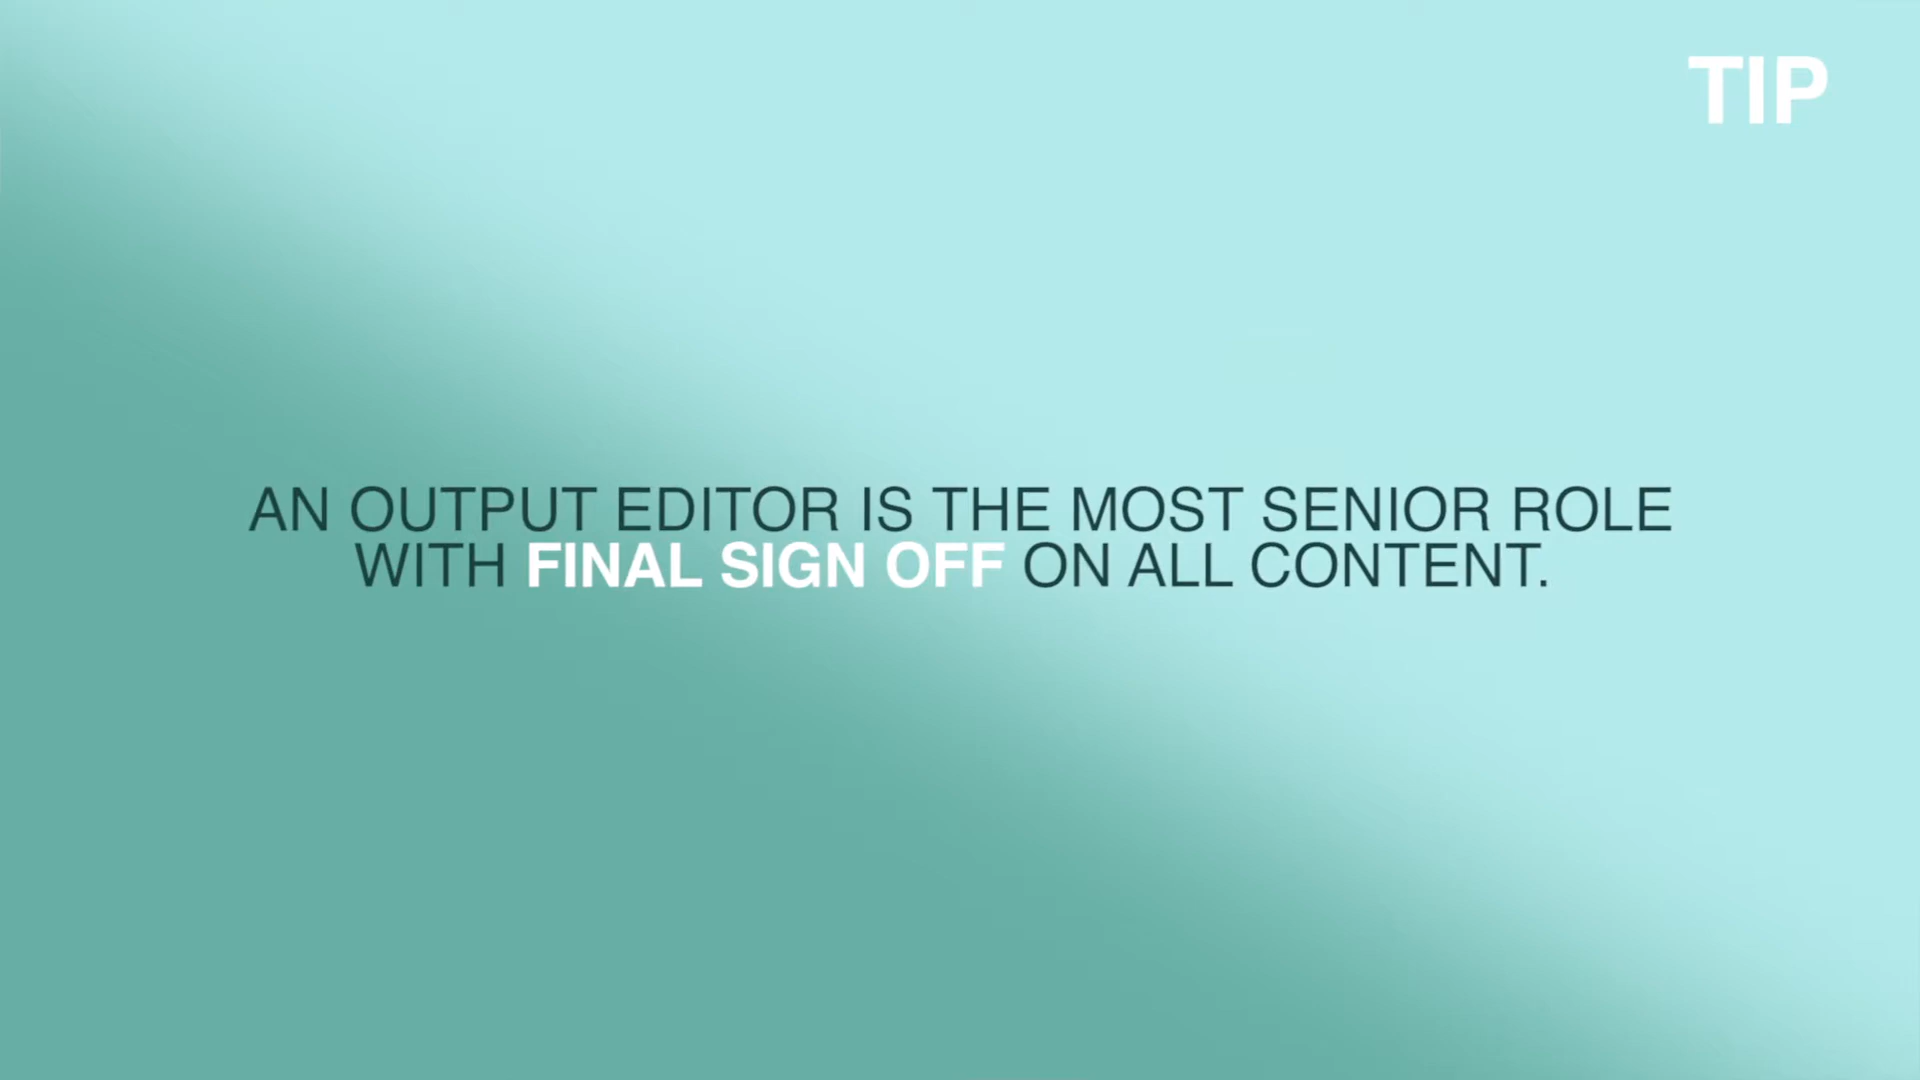 TIP
AN OUTPUT EDITOR IS THE MOST SENIOR ROLE
WITH FINAL SIGN OFF ON ALL CONTENT.